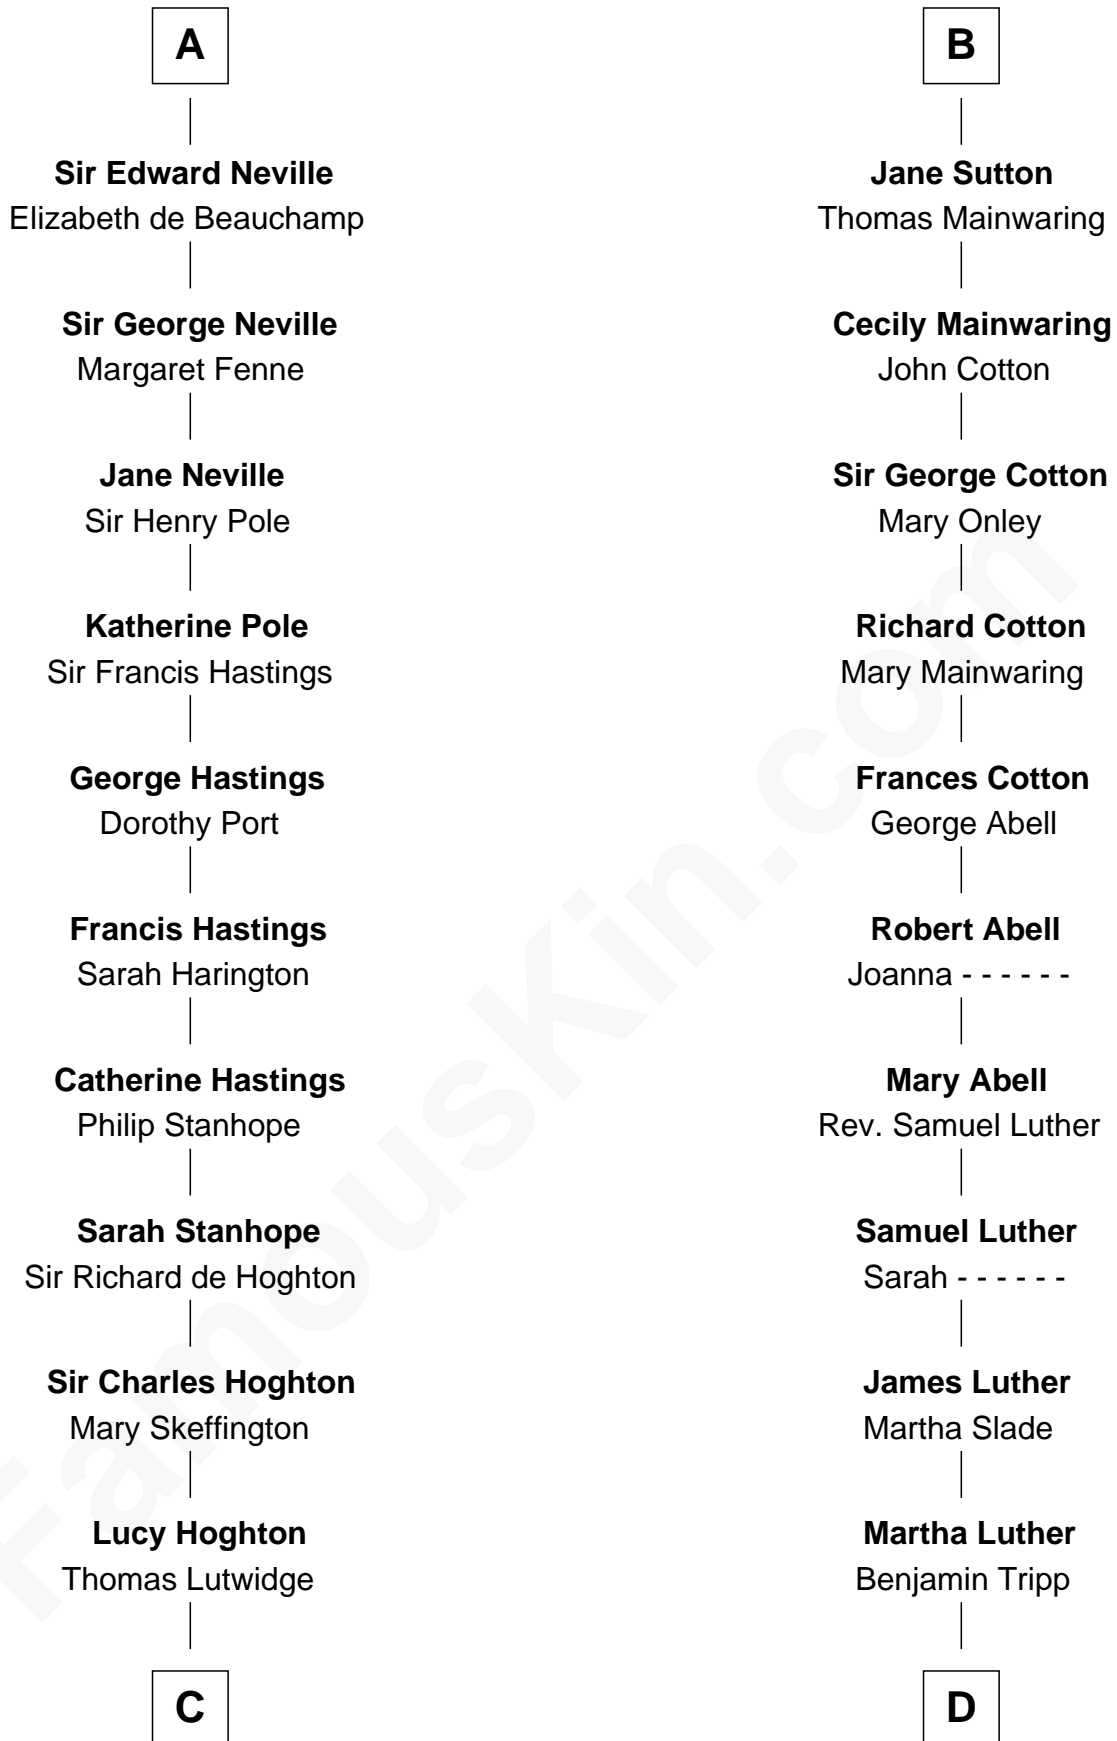 A
Sir Edward Neville
Elizabeth de Beauchamp
Sir George Neville
Margaret Fenne
Jane Neville
Sir Henry Pole
Katherine Pole
Sir Francis Hastings
George Hastings
Dorothy Port
Francis Hastings
Sarah Harington
Catherine Hastings
Philip Stanhope
Sarah Stanhope
Sir Richard de Hoghton
Sir Charles Hoghton
Mary Skeffington
Lucy Hoghton
Thomas Lutwidge
C
B
Jane Sutton
Thomas Mainwaring
Cecily Mainwaring
John Cotton
Sir George Cotton
Mary Onley
Richard Cotton
Mary Mainwaring
Frances Cotton
George Abell
Robert Abell
Joanna - - - - - -
Mary Abell
Rev. Samuel Luther
Samuel Luther
Sarah - - - - - -
James Luther
Martha Slade
Martha Luther
Benjamin Tripp
D
FamousKin.com